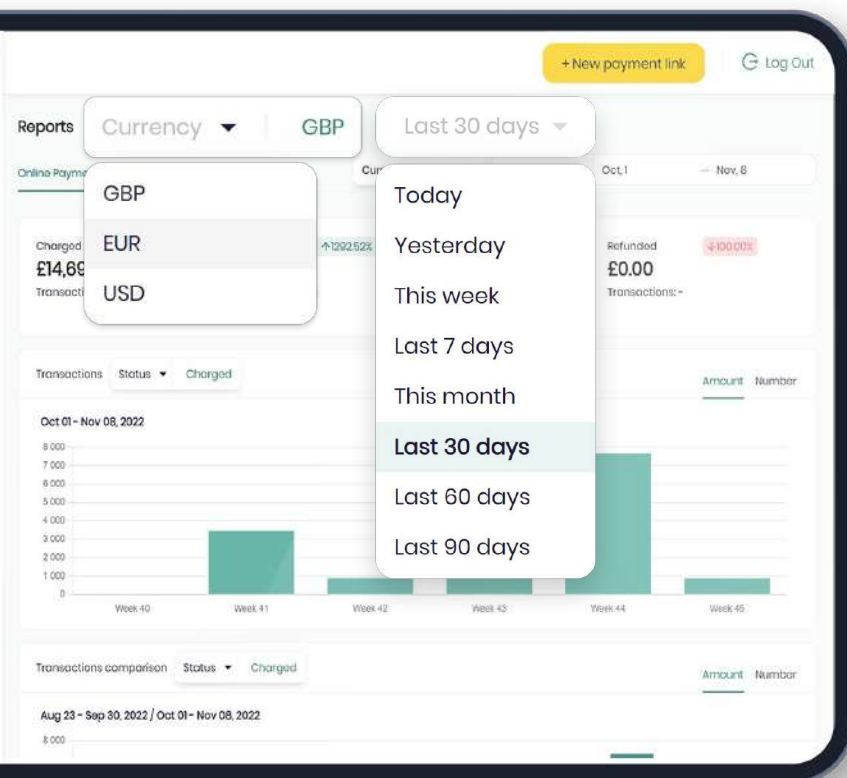 + New payment link
Log Out
Reports
Currency
GBP
Last 30 days
Online Payme
Cur
Oct, 1 — Nov, 8
GBP
EUR
USD
Today
Yesterday
This week
Last 7 days
This month
Last 30 days
Last 60 days
Last 90 days
Charged
↑1292.52%
£14,69
Transacti
Refunded
↓100.00%
£0.00
Transactions: -
Transactions Status Charged
Amount Number
Oct 01 - Nov 08, 2022
8 000
7 000
6 000
5 000
4 000
3 000
2 000
1 000
0
Week 40 Week 41 Week 42 Week 43 Week 44 Week 45
Transactions comparison Status Charged
Amount Number
Aug 23 - Sep 30, 2022 / Oct 01 - Nov 08, 2022
8 000